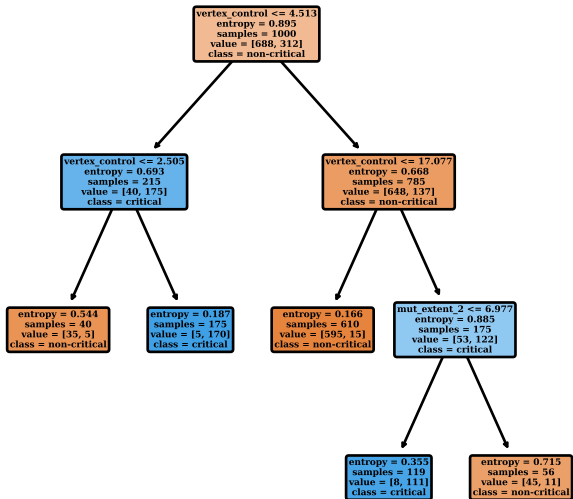 vertex_control <= 4.513
entropy = 0.895
samples = 1000
value = [688, 312]
class = non-critical
vertex_control <= 2.505
entropy = 0.693
samples = 215
value = [40, 175]
class = critical
vertex_control <= 17.077
entropy = 0.668
samples = 785
value = [648, 137]
class = non-critical
entropy = 0.544
samples = 40
value = [35, 5]
class = non-critical
entropy = 0.187
samples = 175
value = [5, 170]
class = critical
entropy = 0.166
samples = 610
value = [595, 15]
class = non-critical
mut_extent_2 <= 6.977
entropy = 0.885
samples = 175
value = [53, 122]
class = critical
entropy = 0.355
samples = 119
value = [8, 111]
class = critical
entropy = 0.715
samples = 56
value = [45, 11]
class = non-critical